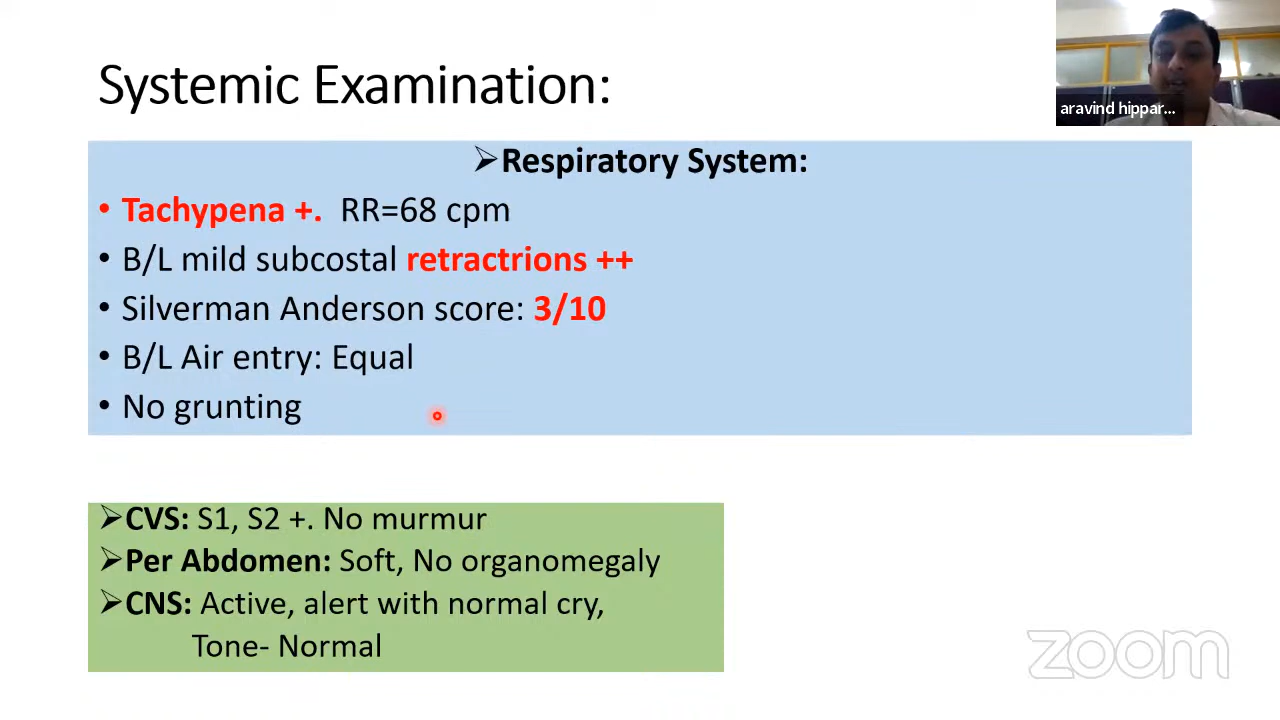 Systemic Examination:
aravind hippar...
➢Respiratory System:
• Tachypena +. RR=68 cpm
• B/L mild subcostal retractrions ++
• Silverman Anderson score: 3/10
• B/L Air entry: Equal
• No grunting
➢CVS: S1, S2 +. No murmur
➢Per Abdomen: Soft, No organomegaly
➢CNS: Active, alert with normal cry,
Tone- Normal
zoom